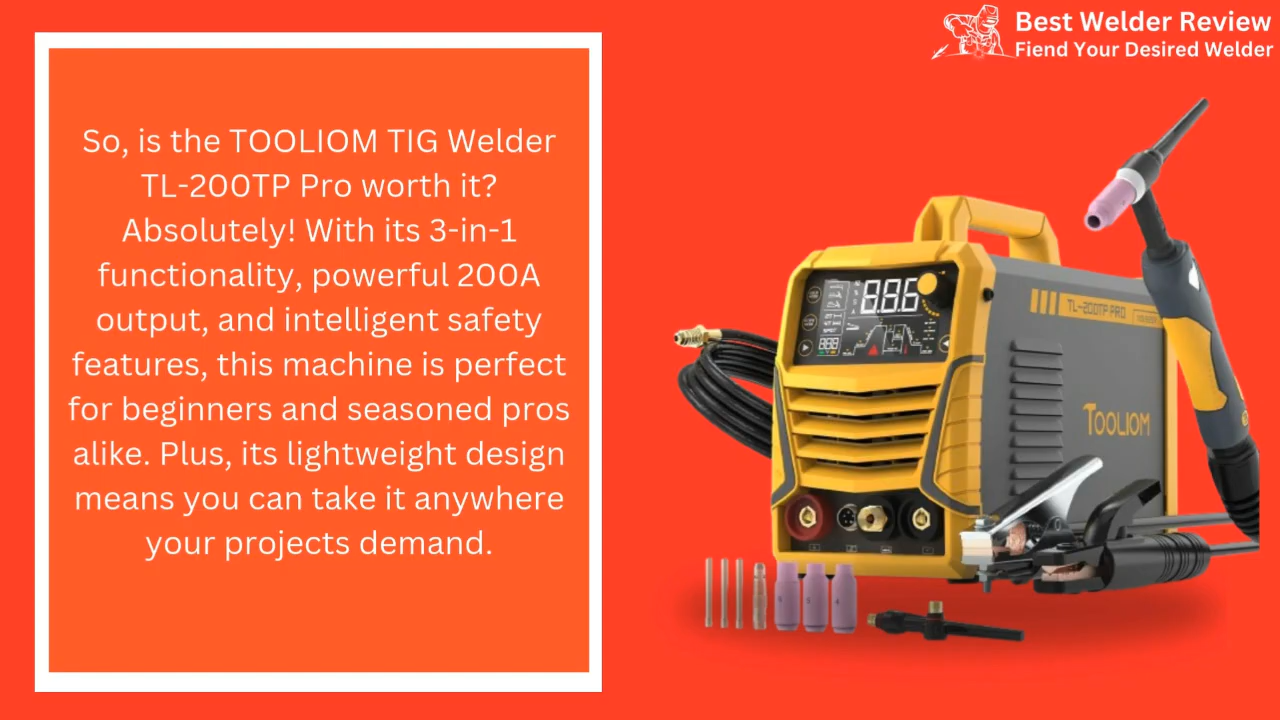 Best Welder Review
Fiend Your Desired Welder
So, is the TOOLIOM TIG Welder
TL-200TP Pro worth it?
Absolutely! With its 3-in-1
functionality, powerful 200A
output, and intelligent safety
features, this machine is perfect
for beginners and seasoned pros
alike. Plus, its lightweight design
means you can take it anywhere
your projects demand.
8.8.6
TL-200TP PRO
TOOLIOM